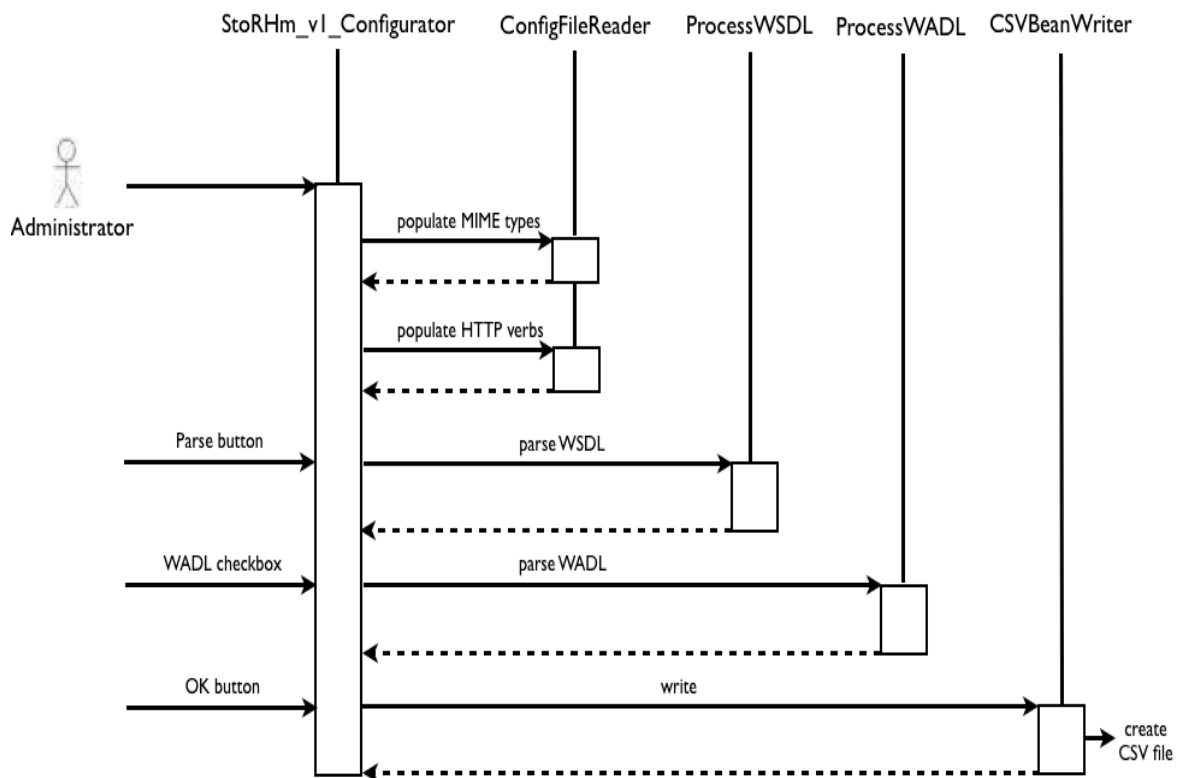 StoRHm_v1_Configurator
ConfigFileReader
ProcessWSDL
ProcessWADL
CSVBeanWriter
Administrator
populate MIME types
populate HTTP verbs
Parse button
parse WSDL
WADL checkbox
parse WADL
OK button
write
create
CSV file